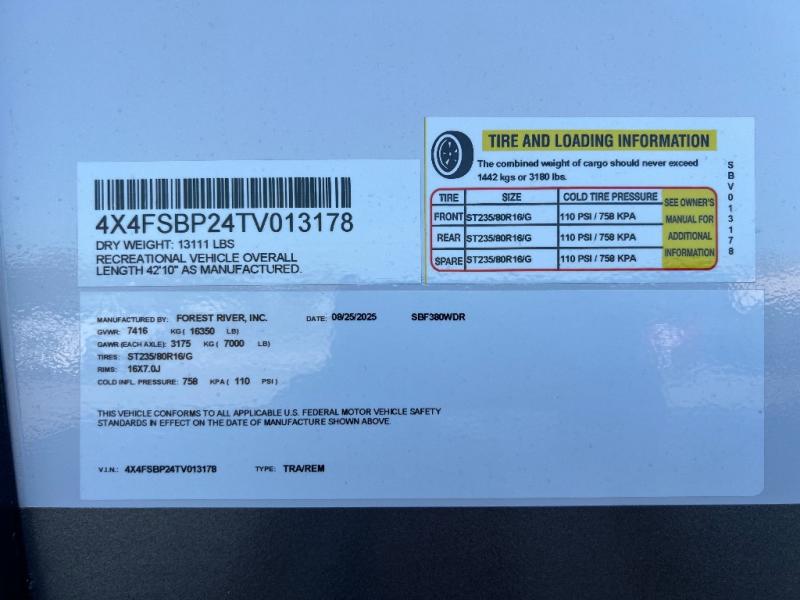 4X4FSBP24TV013178
DRY WEIGHT: 13111 LBS
RECREATIONAL VEHICLE OVERALL
LENGTH 42'10" AS MANUFACTURED.
TIRE AND LOADING INFORMATION
The combined weight of cargo should never exceed
1442 kgs or 3180 lbs.
TIRE SIZE COLD TIRE PRESSURE
FRONT ST235/80R16/G 110 PSI / 758 KPA
REAR ST235/80R16/G 110 PSI / 758 KPA
SPARE ST235/80R16/G 110 PSI / 758 KPA
SEE OWNER'S
MANUAL FOR
ADDITIONAL
INFORMATION
SBV013178
MANUFACTURED BY: FOREST RIVER, INC. DATE: 08/25/2025 SBF380WDR
GVWR: 7416 KG ( 16350 LB)
GAWR (EACH AXLE): 3175 KG ( 7000 LB)
TIRES: ST235/80R16/G
RIMS: 16X7.0J
COLD INFL. PRESSURE: 758 KPA ( 110 PSI )
THIS VEHICLE CONFORMS TO ALL APPLICABLE U.S. FEDERAL MOTOR VEHICLE SAFETY
STANDARDS IN EFFECT ON THE DATE OF MANUFACTURE SHOWN ABOVE.
V.I.N.: 4X4FSBP24TV013178 TYPE: TRA/REM